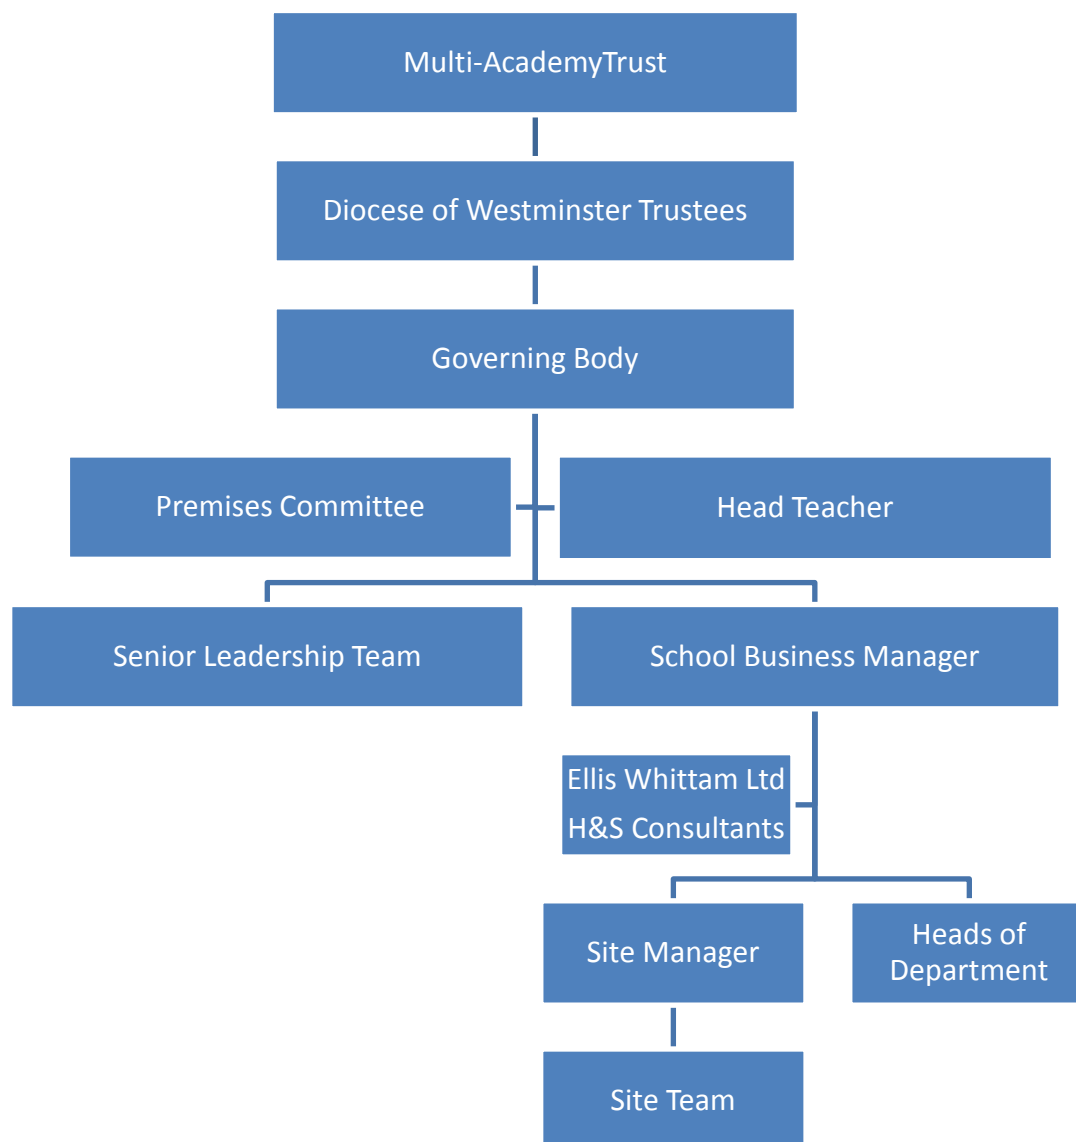 Multi-AcademyTrust
Diocese of Westminster Trustees
Governing Body
Premises Committee
Head Teacher
Senior Leadership Team
School Business Manager
Ellis Whittam Ltd
H&S Consultants
Site Manager
Heads of
Department
Site Team